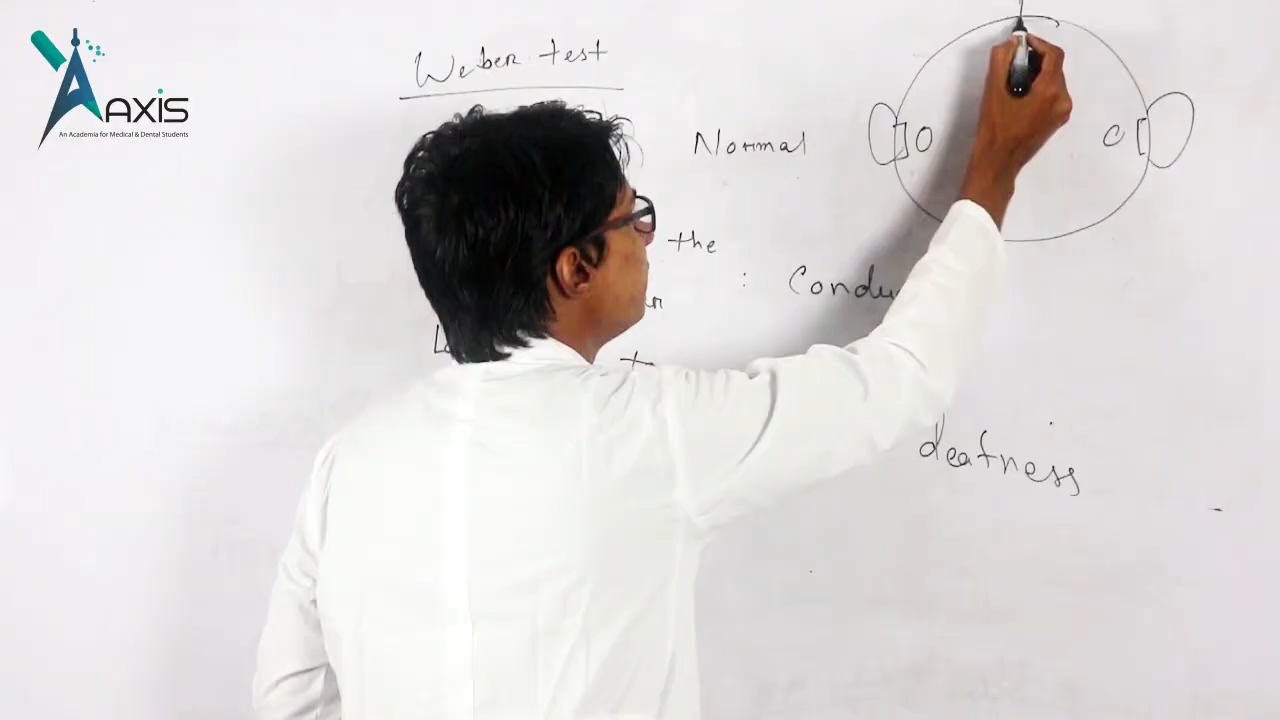 AXIS
An Academia for Medical & Dental Students
Weber test
Normal
the
: Condu
deafness